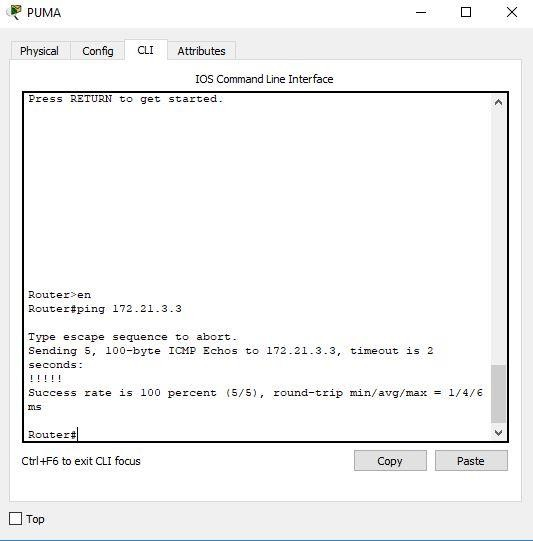 PUMA
Physical Config CLI Attributes
IOS Command Line Interface
Press RETURN to get started.
Router>en
Router#ping 172.21.3.3
Type escape sequence to abort.
Sending 5, 100-byte ICMP Echos to 172.21.3.3, timeout is 2
seconds:
!!!!!
Success rate is 100 percent (5/5), round-trip min/avg/max = 1/4/6
ms
Router#
Ctrl+F6 to exit CLI focus
Copy Paste
Top